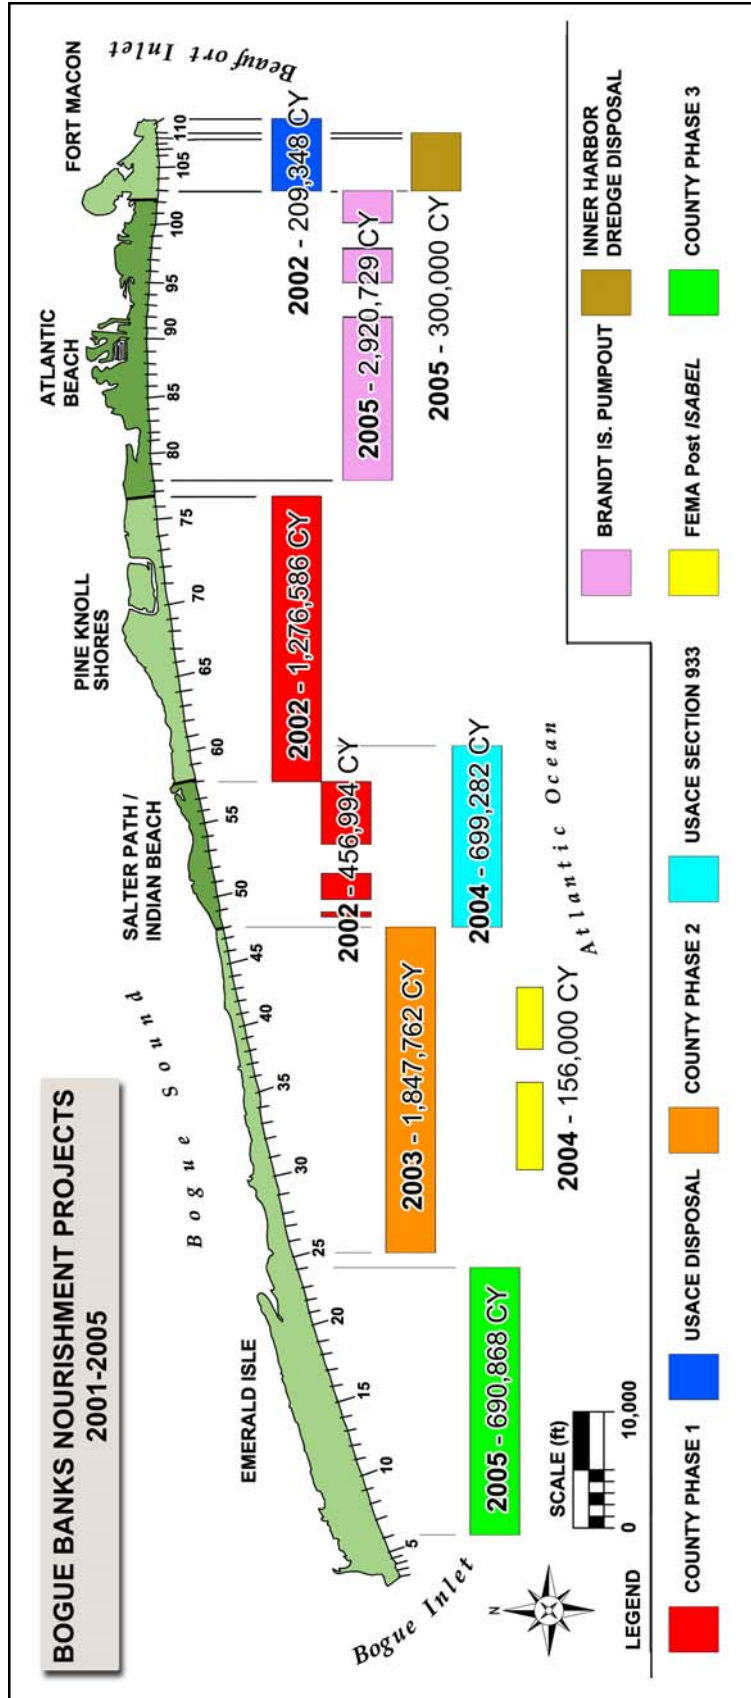 BOGUE BANKS NOURISHMENT PROJECTS
2001-2005
Bogue Sound
EMERALD ISLE
SALTER PATH /
INDIAN BEACH
PINE KNOLL
SHORES
ATLANTIC
BEACH
FORT MACON
Beaufort Inlet
5
10
15
20
25
30
35
40
45
50
55
60
65
70
75
80
85
90
95
100
105
110
Bogue Inlet
2002 - 1,276,586 CY
2002 - 209,348 CY
2002 - 456,994 CY
2005 - 2,920,729 CY
2003 - 1,847,762 CY
2005 - 300,000 CY
2004 - 699,282 CY
2005 - 690,868 CY
2004 - 156,000 CY
Atlantic Ocean
N
SCALE (ft)
0
10,000
LEGEND
BRANDT IS. PUMPOUT
INNER HARBOR
DREDGE DISPOSAL
COUNTY PHASE 1
USACE DISPOSAL
COUNTY PHASE 2
USACE SECTION 933
FEMA Post ISABEL
COUNTY PHASE 3